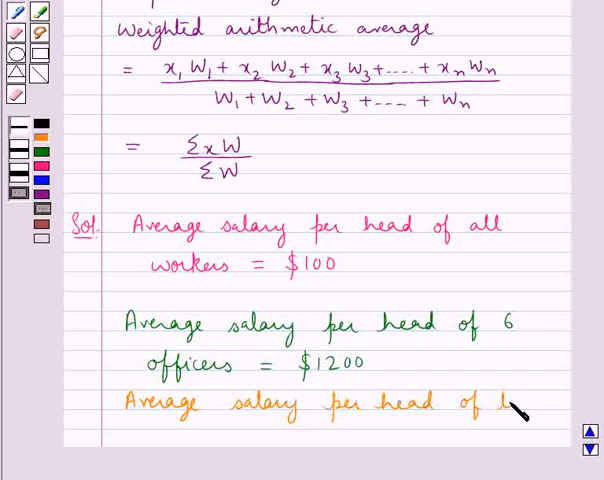 Weighted arithmetic average
= x₁ W₁ + x₂ W₂ + x₃ W₃ +.....+ xₙ Wₙ
W₁ + W₂ + W₃ +.....+ Wₙ
= ΣxW
ΣW
Sol. Average salary per head of all
workers = $100
Average salary per head of 6
officers = $1200
Average salary per head of